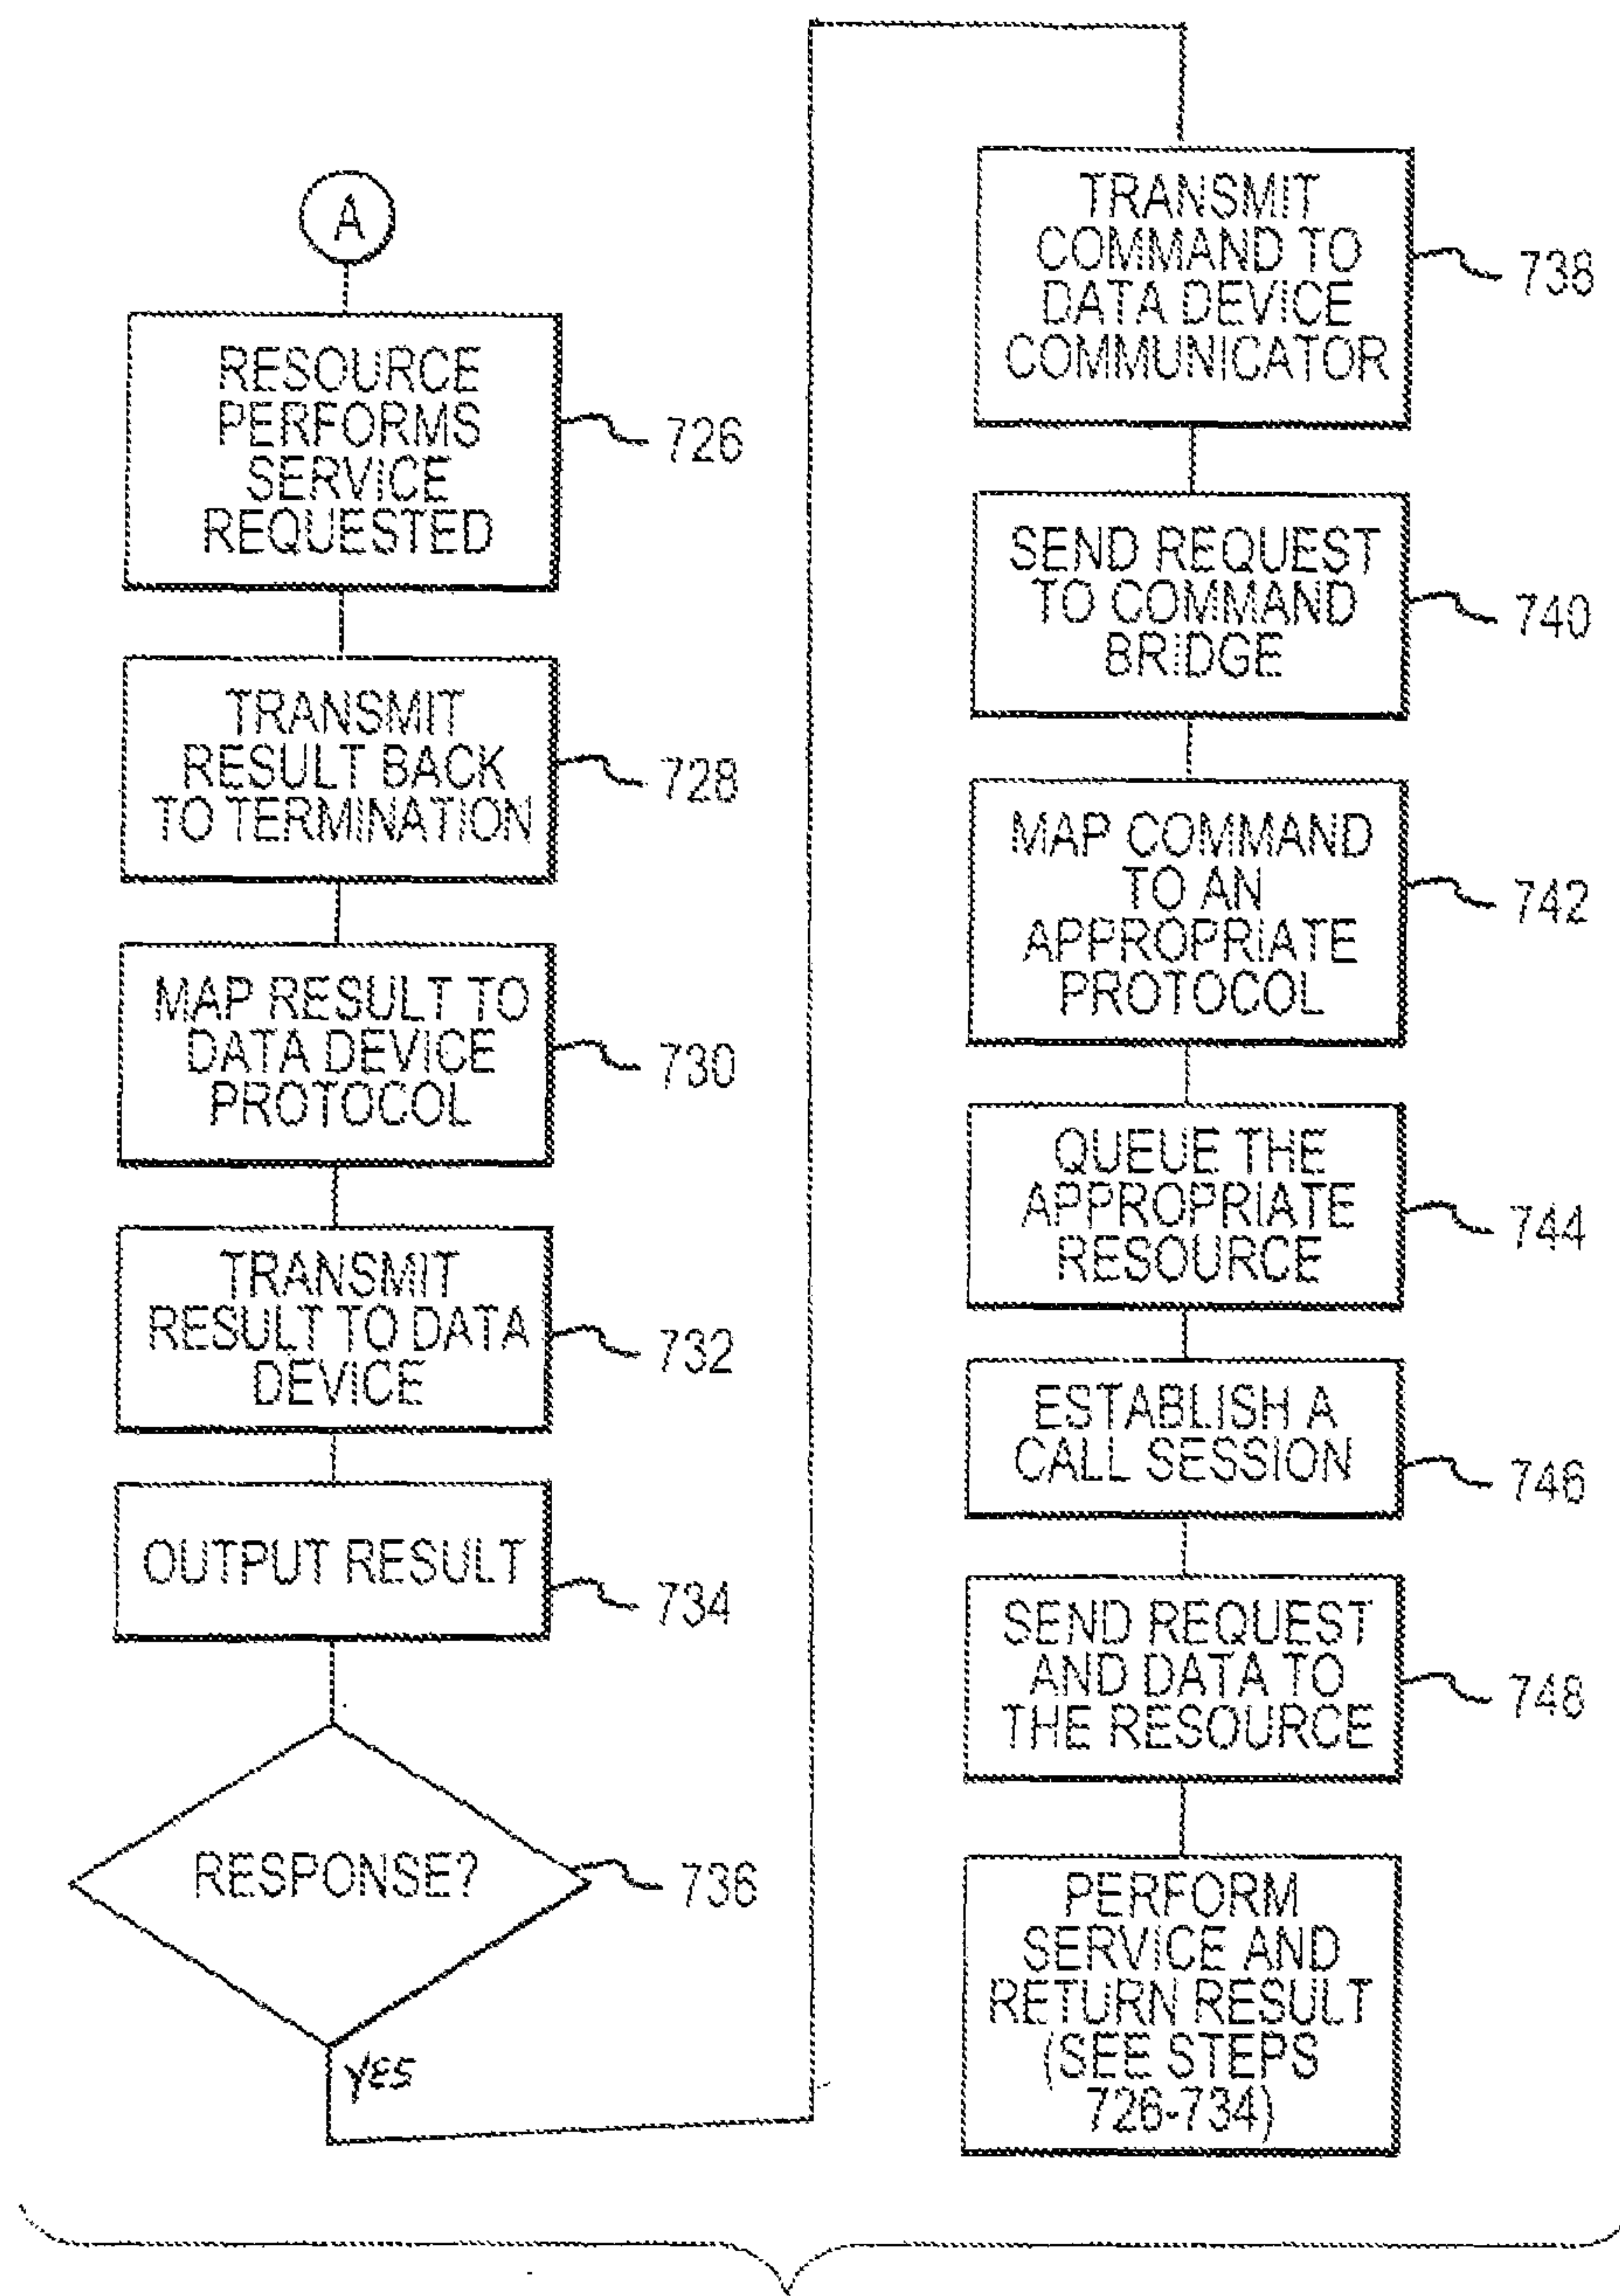 A
RESOURCE
PERFORMS
SERVICE
REQUESTED
726
TRANSMIT
RESULT BACK
TO TERMINATION
728
MAP RESULT TO
DATA DEVICE
PROTOCOL
730
TRANSMIT
RESULT TO DATA
DEVICE
732
OUTPUT RESULT
734
RESPONSE?
736
YES
TRANSMIT
COMMAND TO
DATA DEVICE
COMMUNICATOR
738
SEND REQUEST
TO COMMAND
BRIDGE
740
MAP COMMAND
TO AN
APPROPRIATE
PROTOCOL
742
QUEUE THE
APPROPRIATE
RESOURCE
744
ESTABLISH A
CALL SESSION
746
SEND REQUEST
AND DATA TO
THE RESOURCE
748
PERFORM
SERVICE AND
RETURN RESULT
(SEE STEPS
726-734)